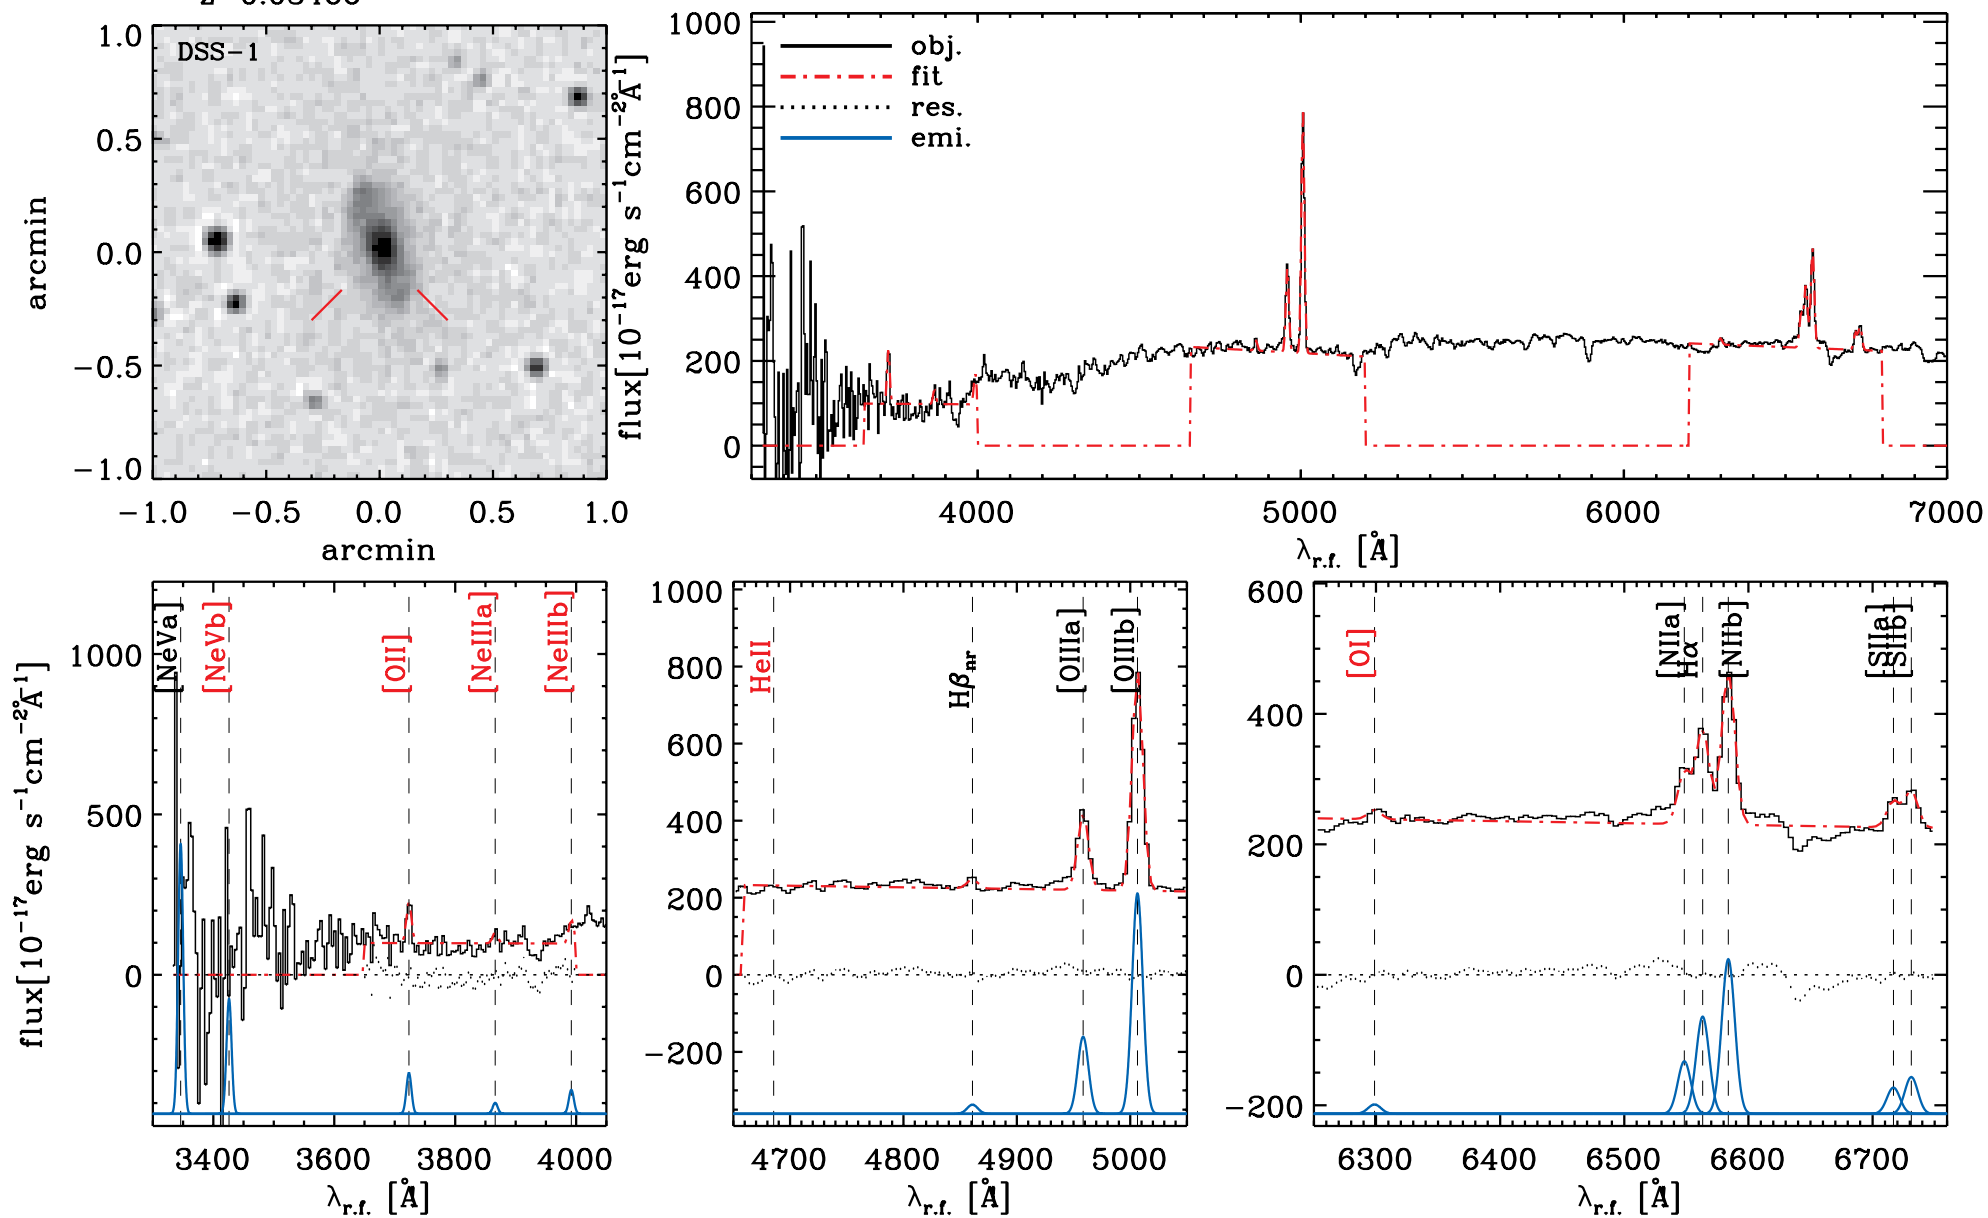 DSS-1
1.0
0.5
0.0
-0.5
-1.0
arcmin
-1.0 -0.5 0.0 0.5 1.0
arcmin
flux[10⁻¹⁷erg s⁻¹cm⁻²Å⁻¹]
1000
800
600
400
200
0
obj.
fit
res.
emi.
4000 5000 6000 7000
λr.f. [Å]
flux[10⁻¹⁷erg s⁻¹cm⁻²Å⁻¹]
1000
500
0
[NeVa] [NeVb] [OII] [NeIIIa] [NeIIIb]
3400 3600 3800 4000
λr.f. [Å]
1000
800
600
400
200
0
-200
HeII Hβnr [OIIIa] [OIIIb]
4700 4800 4900 5000
λr.f. [Å]
600
400
200
0
-200
[OI] [NIIa] Hα [NIIb] [SIIa] [SIIb]
6300 6400 6500 6600 6700
λr.f. [Å]